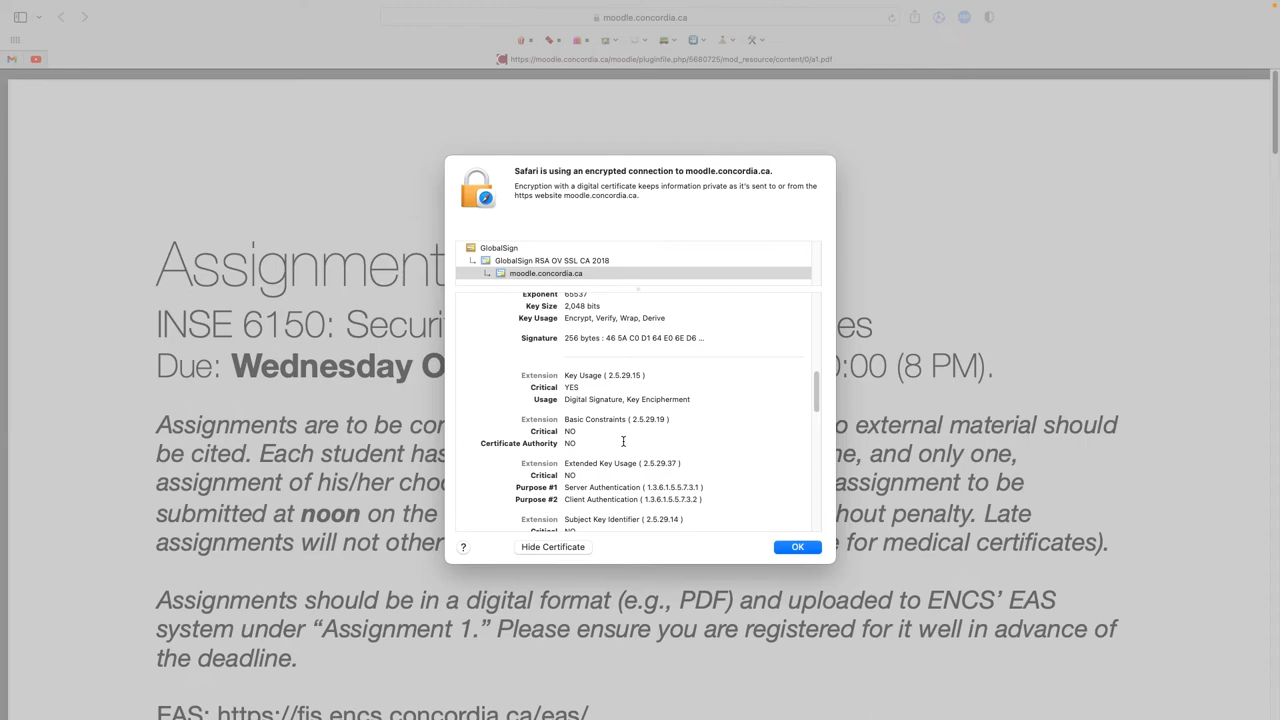 moodle.concordia.ca
https://moodle.concordia.ca/moodle/pluginfile.php/5680725/mod_resource/content/0/a1.pdf
Safari is using an encrypted connection to moodle.concordia.ca.
Encryption with a digital certificate keeps information private as it's sent to or from the
https website moodle.concordia.ca.
GlobalSign
GlobalSign RSA OV SSL CA 2018
moodle.concordia.ca
Exponent 65537
Key Size 2,048 bits
Key Usage Encrypt, Verify, Wrap, Derive
Signature 256 bytes : 46 5A C0 D1 64 E0 6E D6 ...
Extension Key Usage ( 2.5.29.15 )
Critical YES
Usage Digital Signature, Key Encipherment
Extension Basic Constraints ( 2.5.29.19 )
Critical NO
Certificate Authority NO
Extension Extended Key Usage ( 2.5.29.37 )
Critical NO
Purpose #1 Server Authentication ( 1.3.6.1.5.5.7.3.1 )
Purpose #2 Client Authentication ( 1.3.6.1.5.5.7.3.2 )
Extension Subject Key Identifier ( 2.5.29.14 )
Critical NO
? Hide Certificate OK
Assignment
INSE 6150: Securi es
Due: Wednesday O 0:00 (8 PM).
Assignments are to be con o external material should
be cited. Each student has ne, and only one,
assignment of his/her choi assignment to be
submitted at noon on the hout penalty. Late
assignments will not other e for medical certificates).
Assignments should be in a digital format (e.g., PDF) and uploaded to ENCS’ EAS
system under “Assignment 1.” Please ensure you are registered for it well in advance of
the deadline.
EAS: https://fis.encs.concordia.ca/eas/